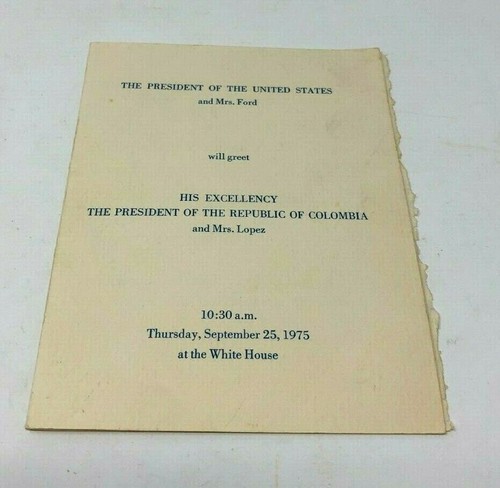 THE PRESIDENT OF THE UNITED STATES
and Mrs. Ford
will greet
HIS EXCELLENCY
THE PRESIDENT OF THE REPUBLIC OF COLOMBIA
and Mrs. Lopez
10:30 a.m.
Thursday, September 25, 1975
at the White House